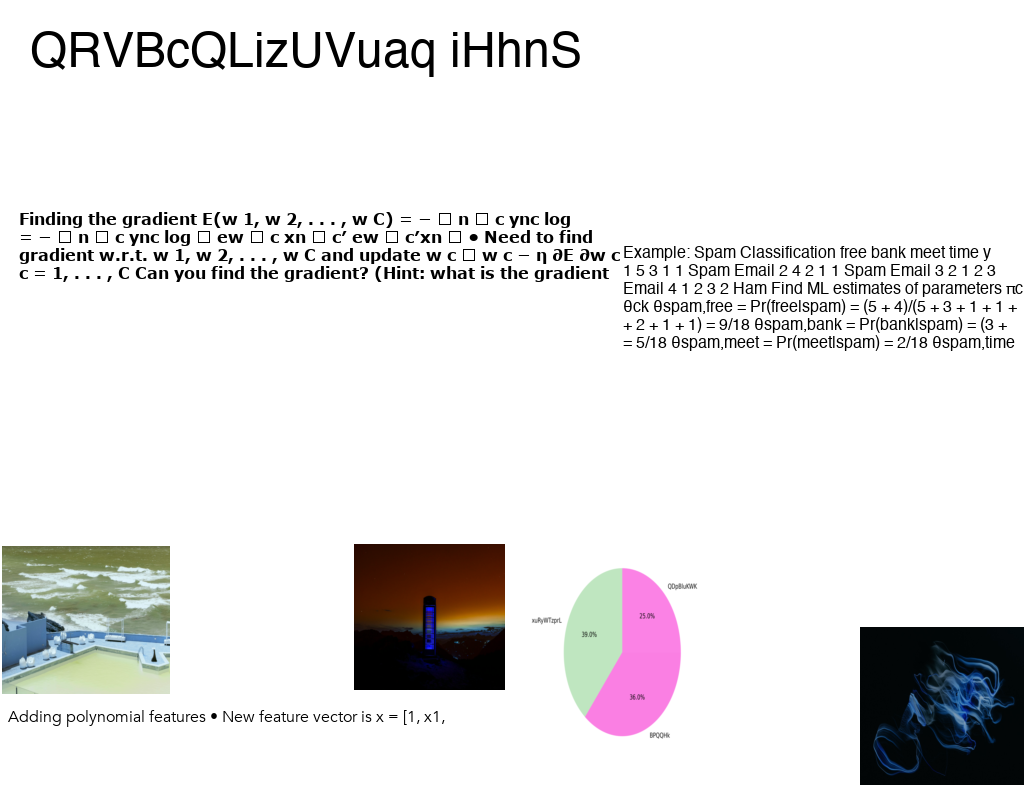 QRVBcQLizUVuaq iHhnS
Finding the gradient E(w 1, w 2, . . . , w C) = − □ n □ c ync log
= − □ n □ c ync log □ ew □ c xn □ c′ ew □ c′xn □ • Need to find
gradient w.r.t. w 1, w 2, . . . , w C and update w c □ w c − η ∂E ∂w c
c = 1, . . . , C Can you find the gradient? (Hint: what is the gradient
Example: Spam Classification free bank meet time y
1 5 3 1 1 Spam Email 2 4 2 1 1 Spam Email 3 2 1 2 3
Email 4 1 2 3 2 Ham Find ML estimates of parameters πc
θck θspam,free = Pr(free|spam) = (5 + 4)/(5 + 3 + 1 + 1 +
+ 2 + 1 + 1) = 9/18 θspam,bank = Pr(bank|spam) = (3 +
= 5/18 θspam,meet = Pr(meet|spam) = 2/18 θspam,time
QDpBluKWK
25.0%
xuRyWTzprL
39.0%
36.0%
BPQQHk
Adding polynomial features • New feature vector is x = [1, x1,